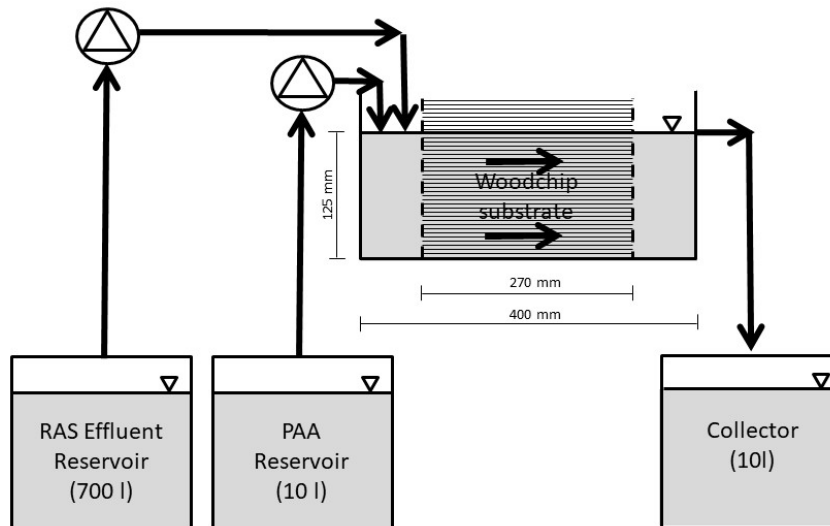 125 mm
Woodchip
substrate
270 mm
400 mm
RAS Effluent
Reservoir
(700 l)
PAA
Reservoir
(10 l)
Collector
(10l)